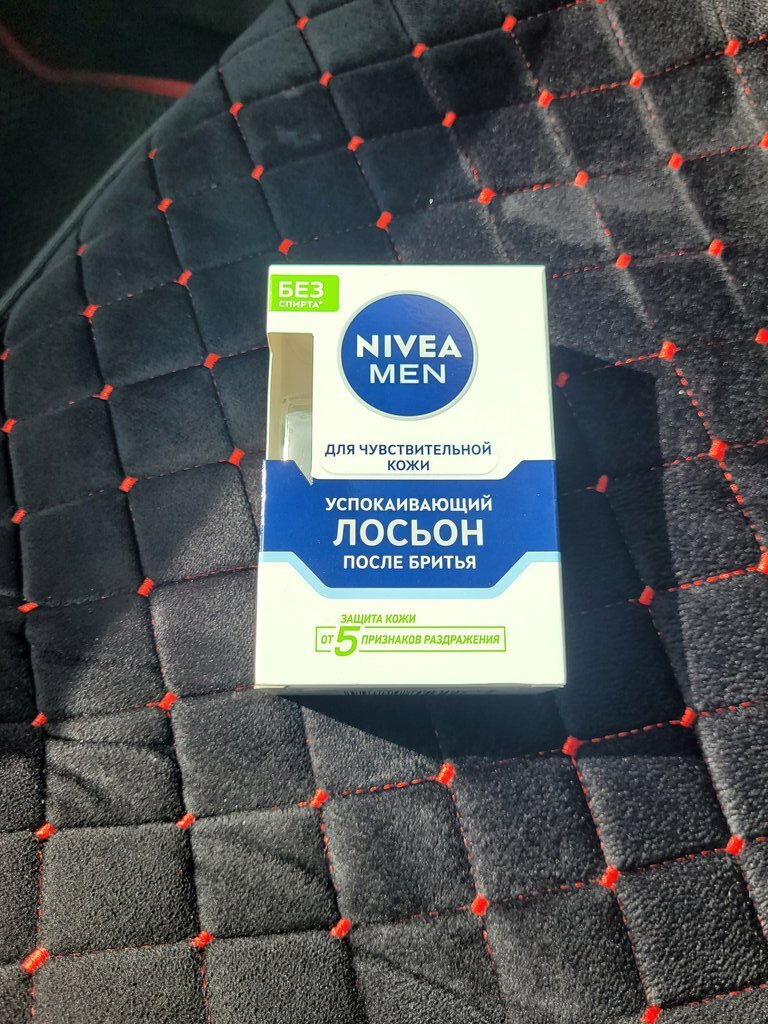 БЕЗ
СПИРТА*
NIVEA
MEN
ДЛЯ ЧУВСТВИТЕЛЬНОЙ
КОЖИ
УСПОКАИВАЮЩИЙ
ЛОСЬОН
ПОСЛЕ БРИТЬЯ
ЗАЩИТА КОЖИ
ОТ 5 ПРИЗНАКОВ РАЗДРАЖЕНИЯ